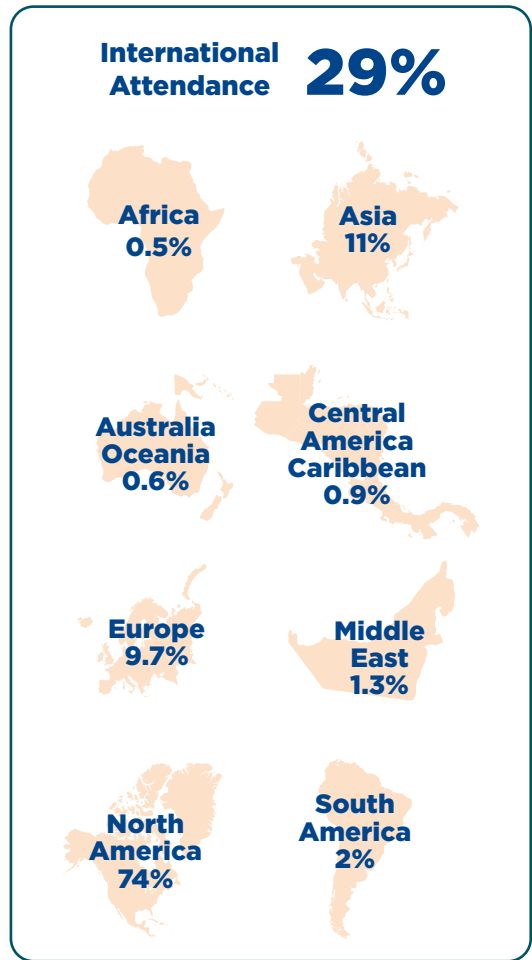 International
Attendance
29%
Africa
0.5%
Asia
11%
Australia
Oceania
0.6%
Central
America
Caribbean
0.9%
Europe
9.7%
Middle
East
1.3%
North
America
74%
South
America
2%